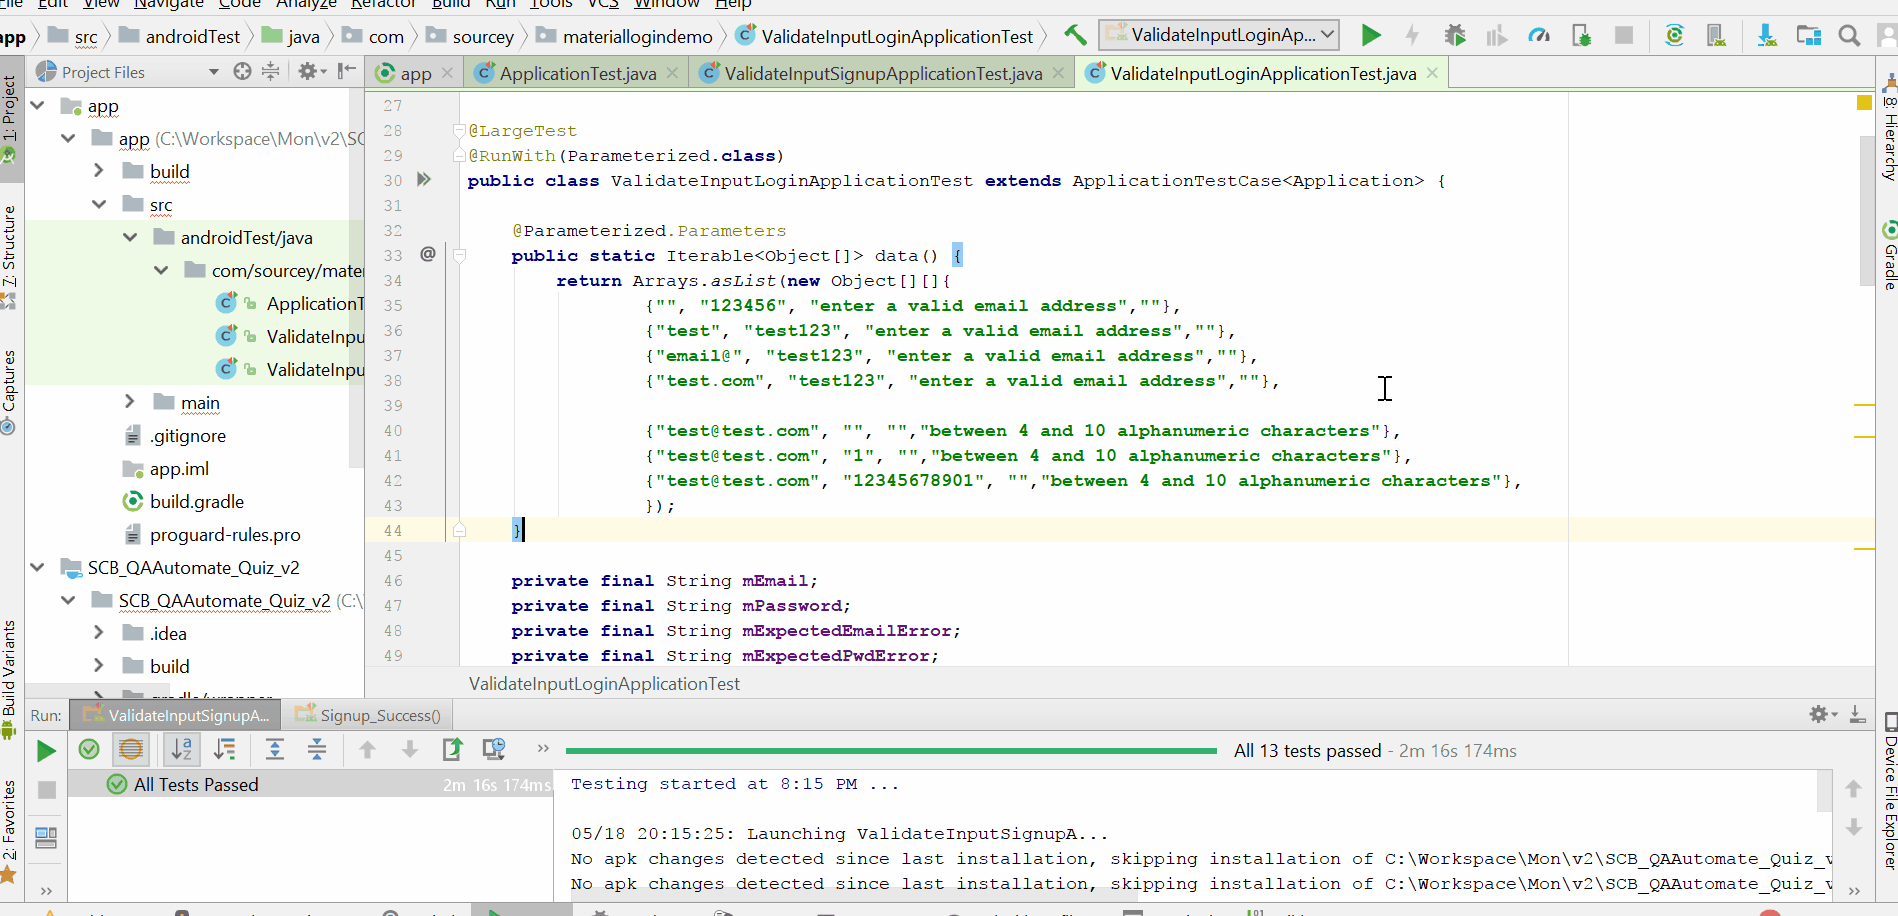 File Edit View Navigate Code Analyze Refactor Build Run Tools VCS Window Help
app src androidTest java com sourcey materiallogindemo ValidateInputLoginApplicationTest ValidateInputLoginAp...
Project Files app ApplicationTest.java ValidateInputSignupApplicationTest.java ValidateInputLoginApplicationTest.java
1: Project
7: Structure
Captures
Build Variants
2: Favorites
app
app (C:\Workspace\Mon\v2\SC
build
src
androidTest/java
com/sourcey/mate
ApplicationT
ValidateInpu
ValidateInpu
main
.gitignore
app.iml
build.gradle
proguard-rules.pro
SCB_QAAutomate_Quiz_v2
SCB_QAAutomate_Quiz_v2 (C:\
.idea
build
gradle/wrapper
27
28 @LargeTest
29 @RunWith(Parameterized.class)
30 public class ValidateInputLoginApplicationTest extends ApplicationTestCase<Application> {
31
32 @Parameterized.Parameters
33 @ public static Iterable<Object[]> data() {
34 return Arrays.asList(new Object[][]{
35 {"", "123456", "enter a valid email address",""},
36 {"test", "test123", "enter a valid email address",""},
37 {"email@", "test123", "enter a valid email address",""},
38 {"test.com", "test123", "enter a valid email address",""},
39
40 {"test@test.com", "", "","between 4 and 10 alphanumeric characters"},
41 {"test@test.com", "1", "","between 4 and 10 alphanumeric characters"},
42 {"test@test.com", "12345678901", "","between 4 and 10 alphanumeric characters"},
43 });
44 }
45
46 private final String mEmail;
47 private final String mPassword;
48 private final String mExpectedEmailError;
49 private final String mExpectedPwdError;
ValidateInputLoginApplicationTest
8: Hierarchy
Gradle
Device File Explorer
Run: ValidateInputSignupA... Signup_Success()
All 13 tests passed - 2m 16s 174ms
All Tests Passed 2m 16s 174ms
Testing started at 8:15 PM ...
05/18 20:15:25: Launching ValidateInputSignupA...
No apk changes detected since last installation, skipping installation of C:\Workspace\Mon\v2\SCB_QAAutomate_Quiz_v
No apk changes detected since last installation, skipping installation of C:\Workspace\Mon\v2\SCB_QAAutomate_Quiz_v